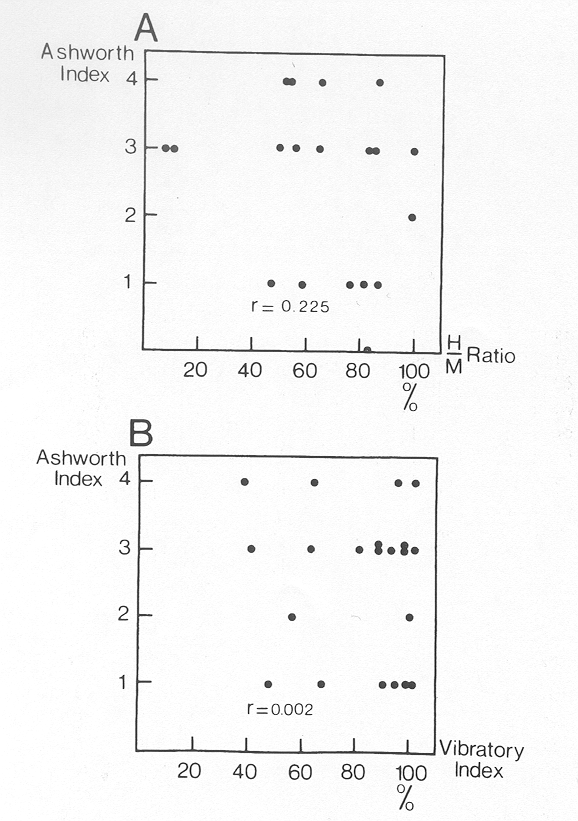 A
Ashworth
Index
4
3
2
1
r = 0.225
20 40 60 80 100
%
H
M
Ratio
B
Ashworth
Index
4
3
2
1
r=0.002
20 40 60 80 100
%
Vibratory
Index